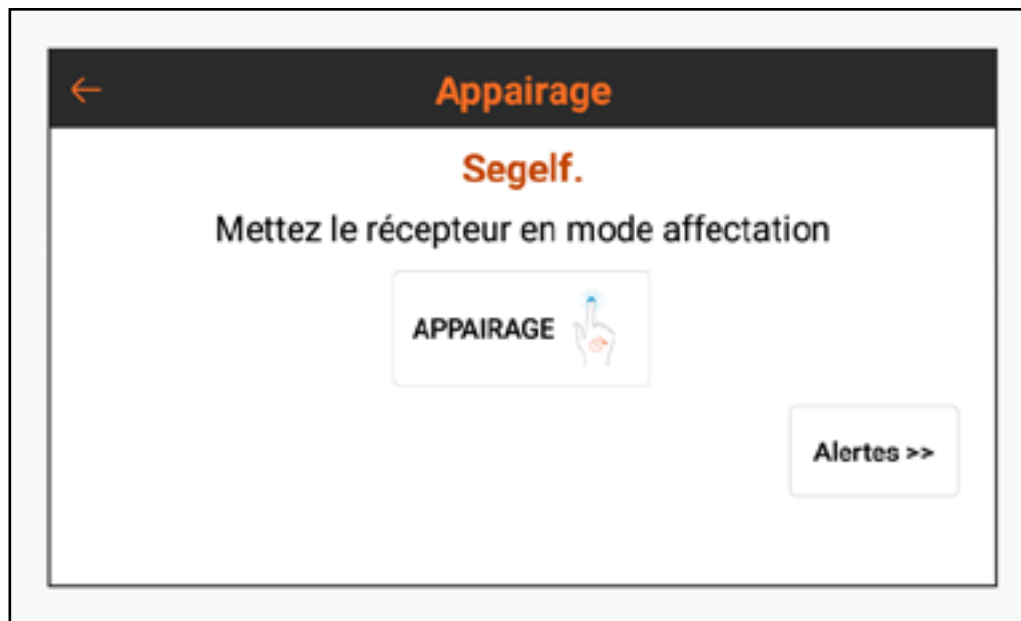 Appairage
Segelf.
Mettez le récepteur en mode affectation
APPAIRAGE
Alertes >>